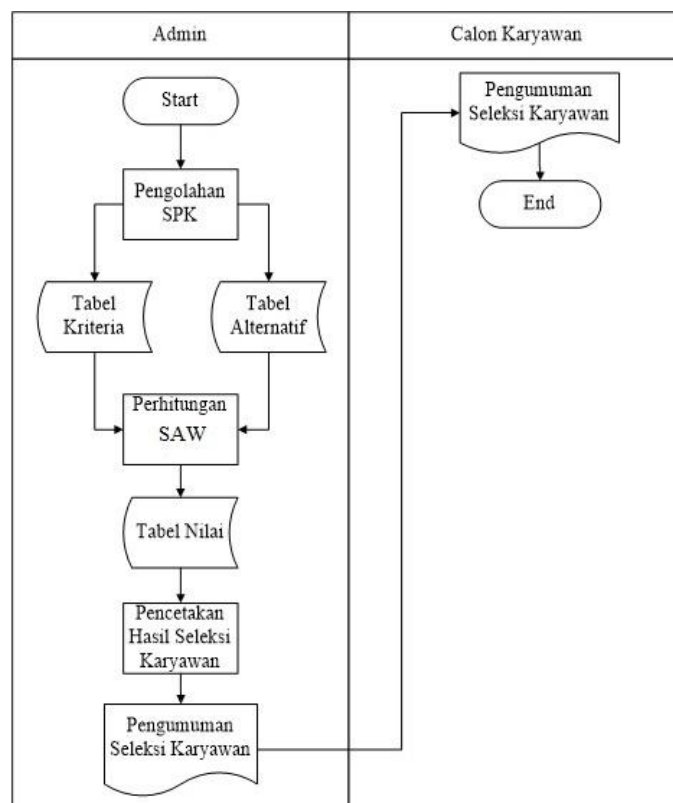 Admin
Calon Karyawan
Start
Pengolahan
SPK
Tabel
Kriteria
Tabel
Alternatif
Perhitungan
SAW
Tabel Nilai
Pencetakan
Hasil Seleksi
Karyawan
Pengumuman
Seleksi Karyawan
Pengumuman
Seleksi Karyawan
End